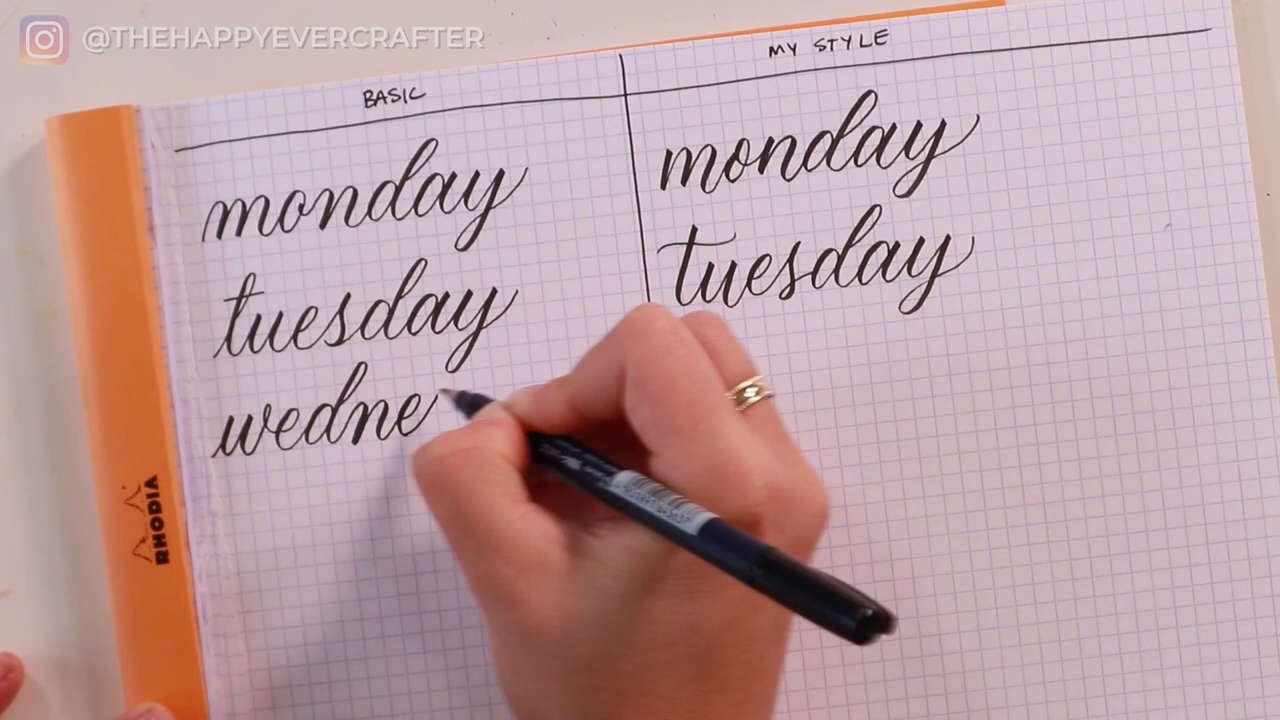 @THEHAPPYEVERCRAFTER
BASIC
MY STYLE
monday
monday
tuesday
tuesday
wedne
RHODIA